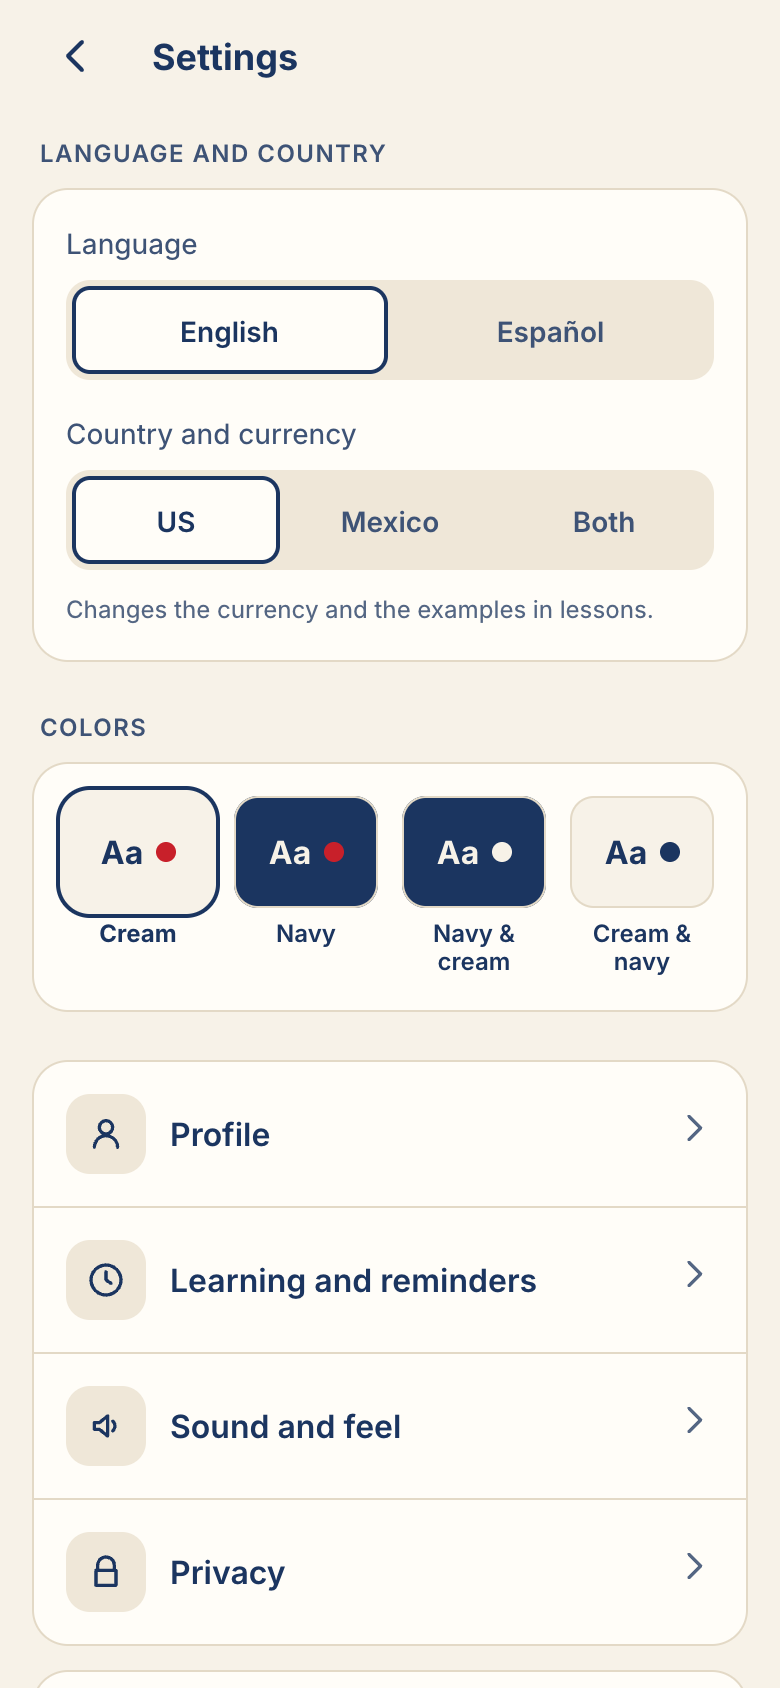 Settings
LANGUAGE AND COUNTRY
Language
English
Español
Country and currency
US
Mexico
Both
Changes the currency and the examples in lessons.
COLORS
Aa
Aa
Aa
Aa
Cream
Navy
Navy &
cream
Cream &
navy
Profile
Learning and reminders
Sound and feel
Privacy